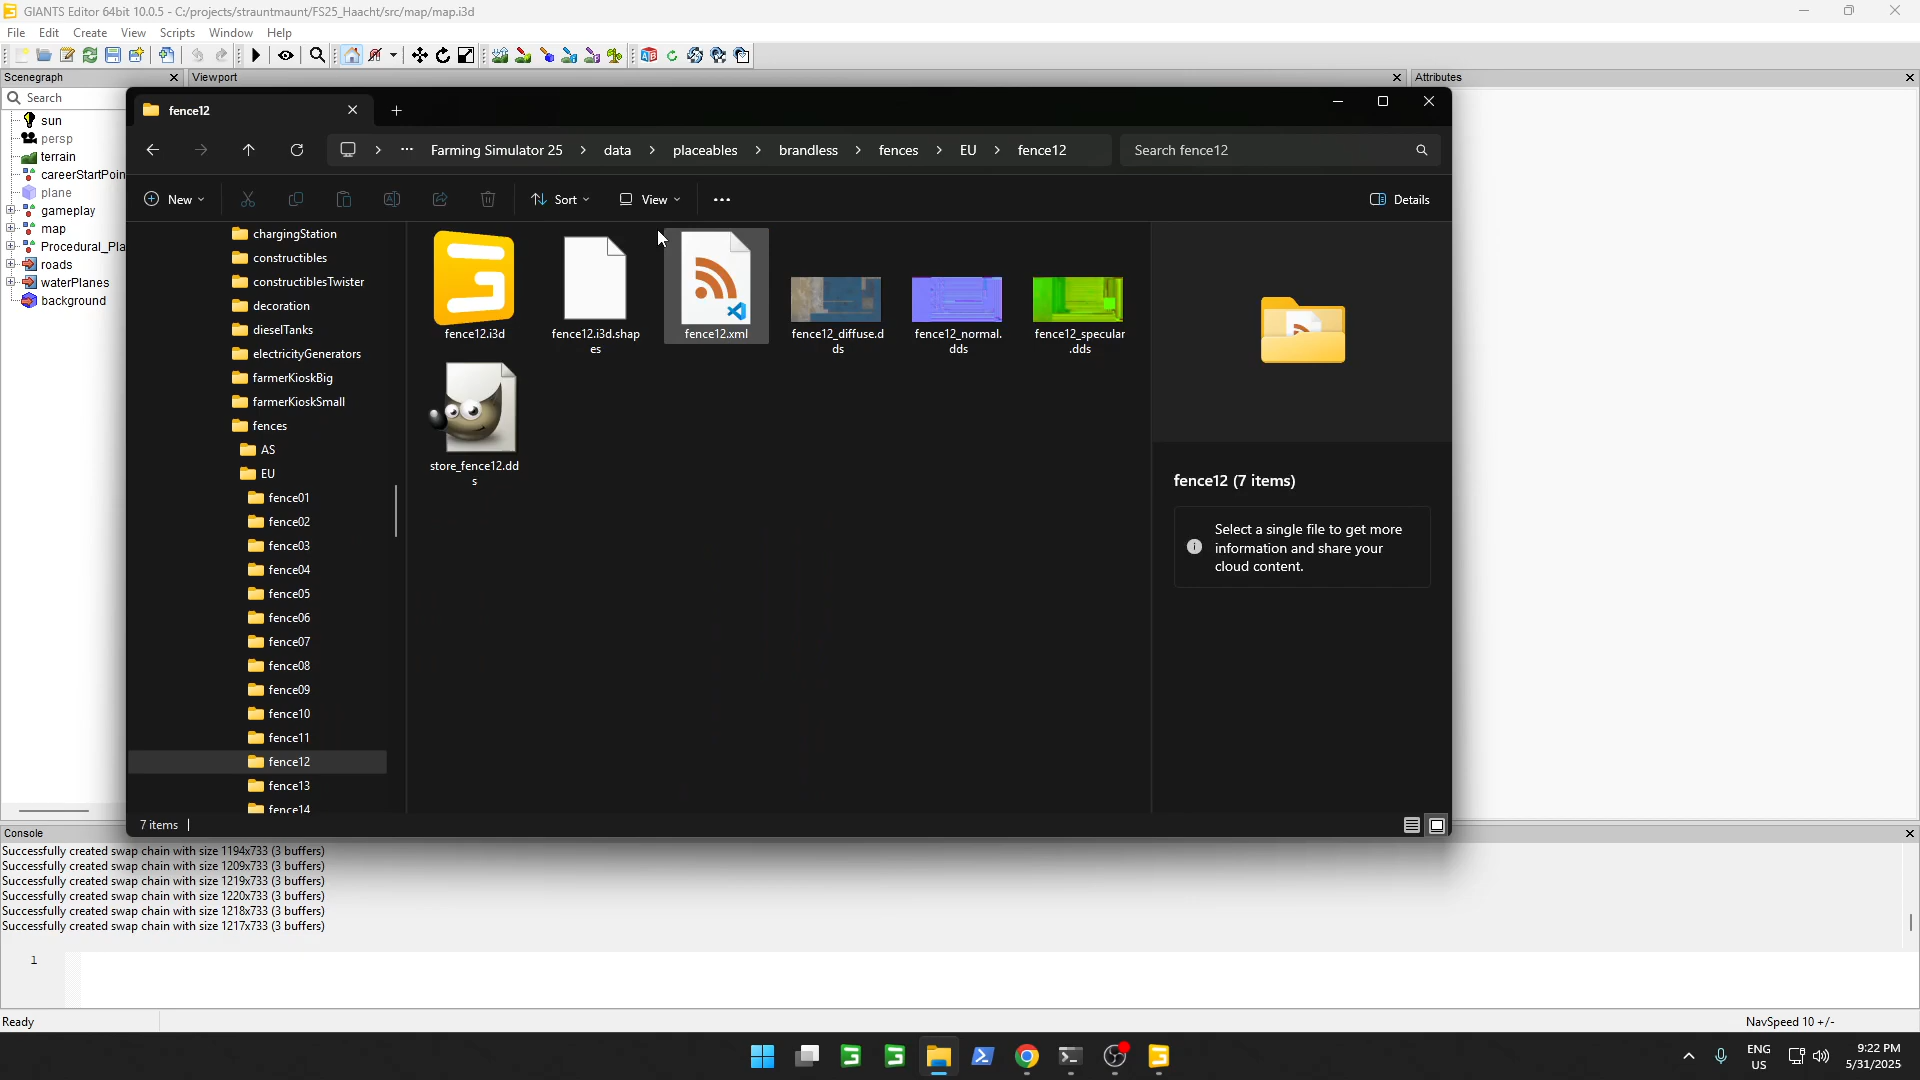 GIANTS Editor 64bit 10.0.5 - C:/projects/strauntmaunt/FS25_Haacht/src/map/map.i3d
File Edit Create View Scripts Window Help
Scenegraph
Viewport
Attributes
Search
sun
persp
terrain
careerStartPoin
plane
gameplay
map
Procedural_Pla
roads
waterPlanes
background
fence12
Farming Simulator 25 > data > placeables > brandless > fences > EU > fence12
Search fence12
New
Sort
View
Details
chargingStation
constructibles
constructiblesTwister
decoration
dieselTanks
electricityGenerators
farmerKioskBig
farmerKioskSmall
fences
AS
EU
fence01
fence02
fence03
fence04
fence05
fence06
fence07
fence08
fence09
fence10
fence11
fence12
fence13
fence14
fence12.i3d
fence12.i3d.shap
es
fence12.xml
fence12_diffuse.d
ds
fence12_normal.
dds
fence12_specular
.dds
store_fence12.dd
s
fence12 (7 items)
Select a single file to get more
information and share your
cloud content.
7 items
Console
Successfully created swap chain with size 1194x733 (3 buffers)
Successfully created swap chain with size 1209x733 (3 buffers)
Successfully created swap chain with size 1219x733 (3 buffers)
Successfully created swap chain with size 1220x733 (3 buffers)
Successfully created swap chain with size 1218x733 (3 buffers)
Successfully created swap chain with size 1217x733 (3 buffers)
1
Ready
NavSpeed 10 +/-
ENG
US
9:22 PM
5/31/2025